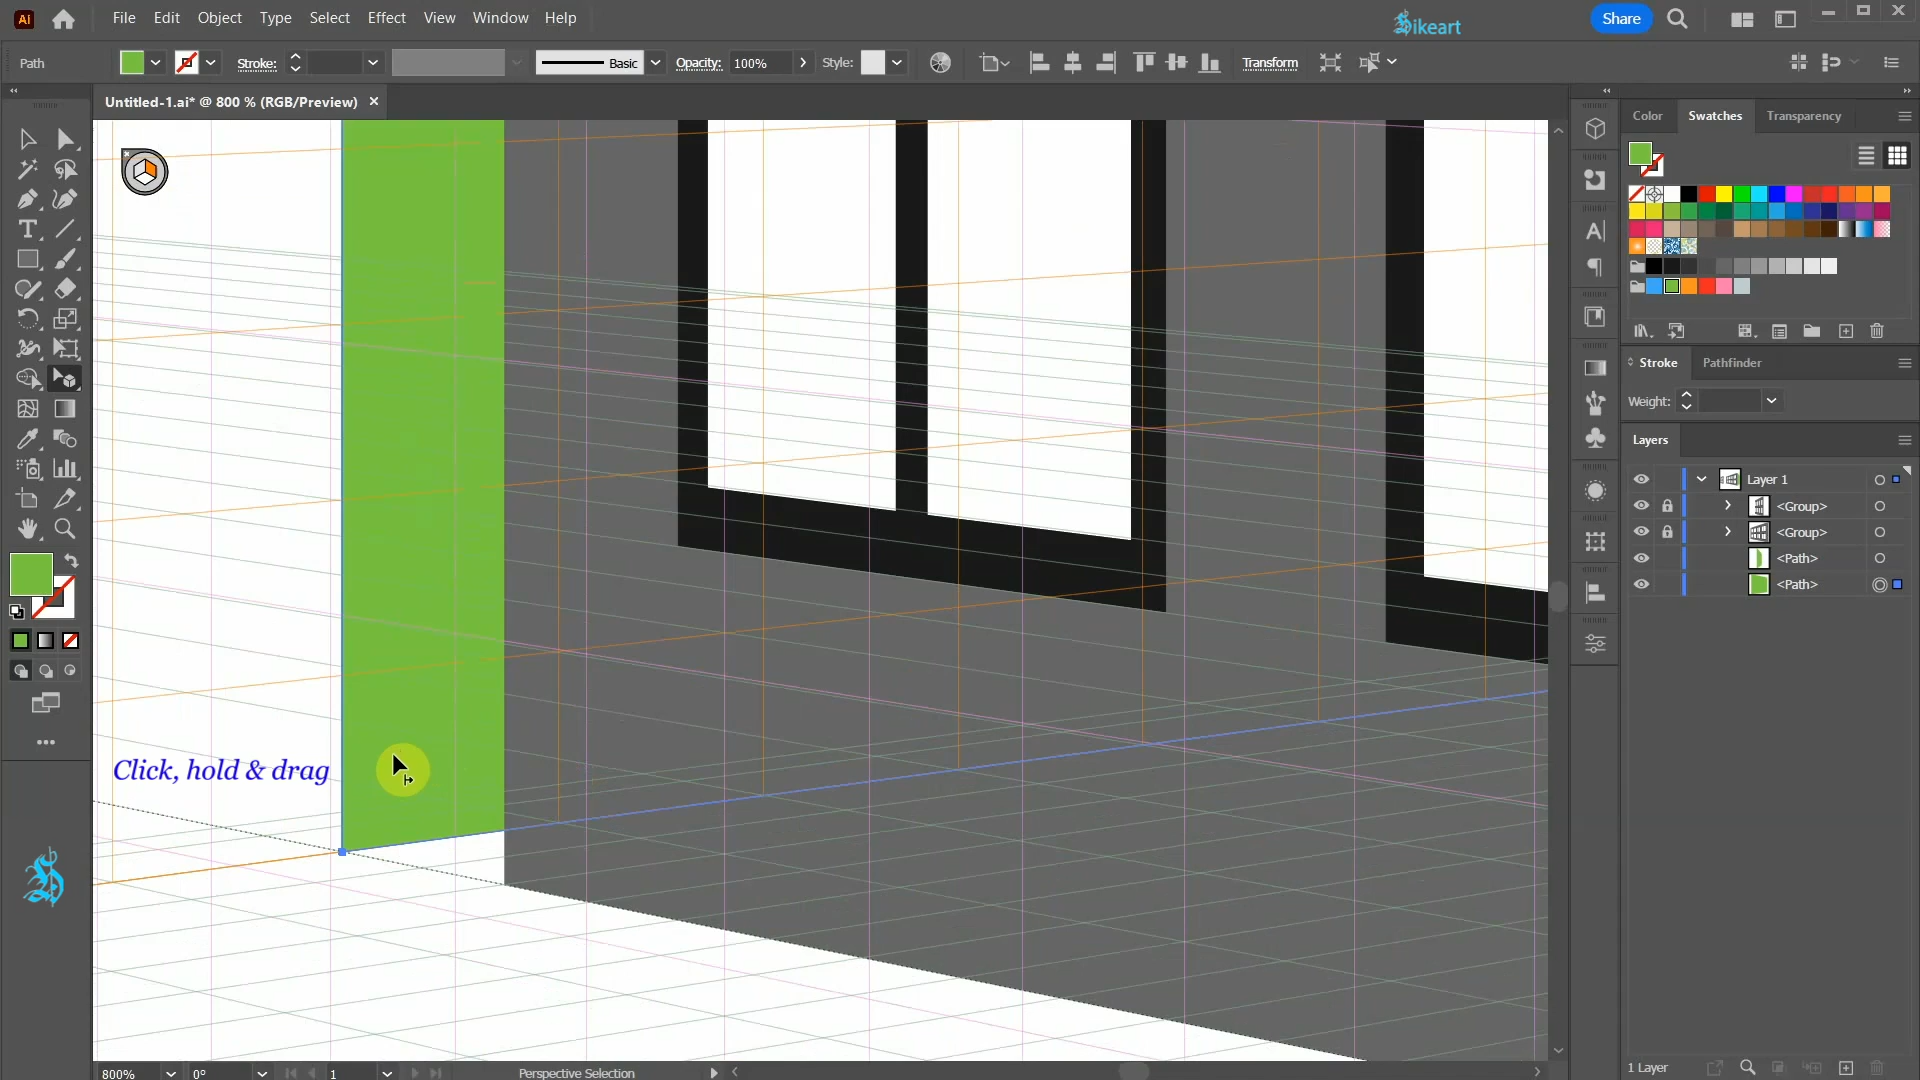 Ai File Edit Object Type Select Effect View Window Help
Sikeart
Share
Path
Stroke:
Basic
Opacity: 100%
Style:
Transform
Untitled-1.ai* @ 800 % (RGB/Preview) ×
Color Swatches Transparency
Stroke Pathfinder
Weight:
Layers
Layer 1
<Group>
<Group>
<Path>
<Path>
Click, hold & drag
800%
0°
1
Perspective Selection
1 Layer